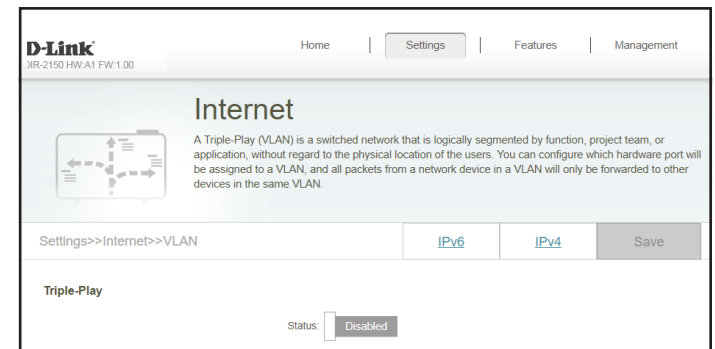 D-Link
DIR-2150 HW:A1 FW:1.00
Home
Settings
Features
Management
Internet
A Triple-Play (VLAN) is a switched network that is logically segmented by function, project team, or
application, without regard to the physical location of the users. You can configure which hardware port will
be assigned to a VLAN, and all packets from a network device in a VLAN will only be forwarded to other
devices in the same VLAN.
Settings>>Internet>>VLAN
IPv6
IPv4
Save
Triple-Play
Status:
Disabled